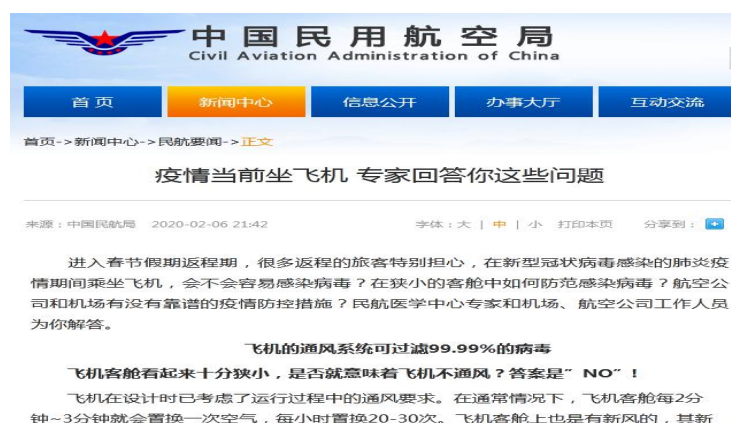 中国民用航空局
Civil Aviation Administration of China
首页 新闻中心 信息公开 办事大厅 互动交流
首页->新闻中心->民航要闻->正文
疫情当前坐飞机 专家回答你这些问题
来源：中国民航局 2020-02-06 21:42 字体：大 | 中 | 小 打印本页 分享到：
进入春节假期返程期，很多返程的旅客特别担心，在新型冠状病毒感染的肺炎疫
情期间乘坐飞机，会不会容易感染病毒？在狭小的客舱中如何防范感染病毒？航空公
司和机场有没有靠谱的疫情防控措施？民航医学中心专家和机场、航空公司工作人员
为你解答。
飞机的通风系统可过滤99.99%的病毒
飞机客舱看起来十分狭小，是否就意味着飞机不通风？答案是"NO"！
飞机在设计时已考虑了运行过程中的通风要求。在通常情况下，飞机客舱每2分
钟~3分钟就会置换一次空气，每小时置换20-30次。飞机客舱上也是有新风的，其新